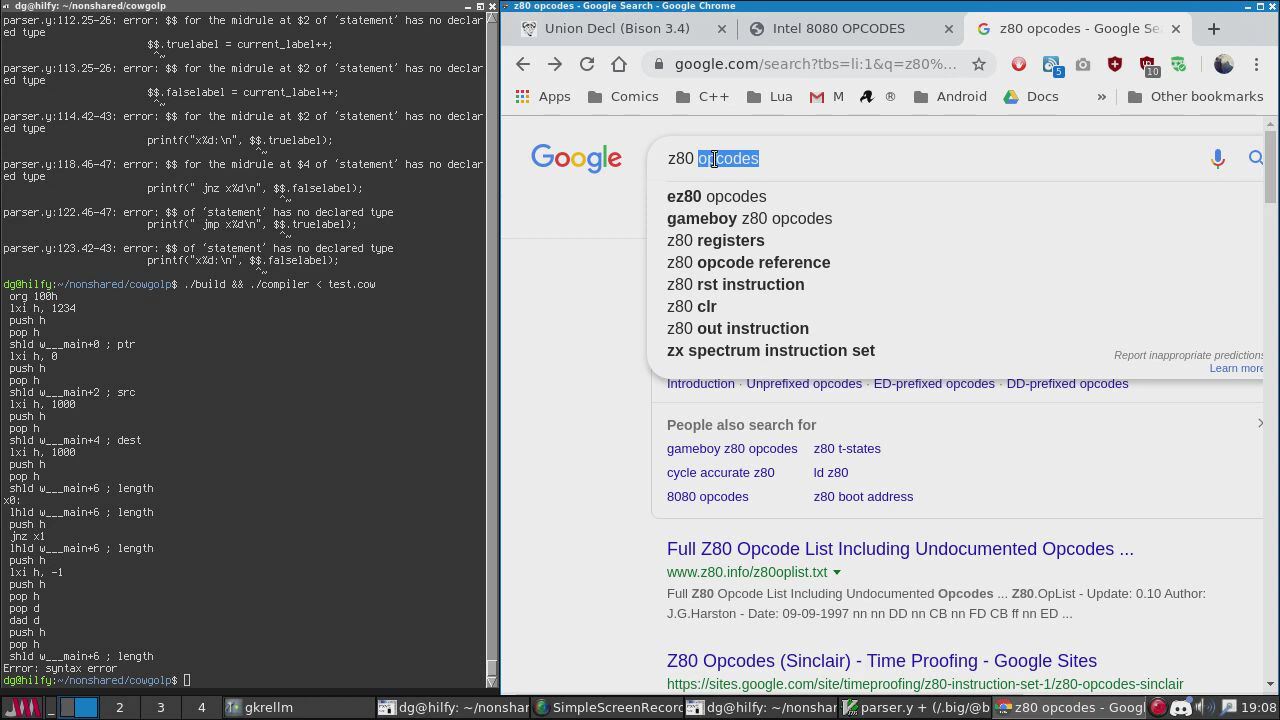 dg@hilfy: ~/nonshared/cowgolp
parser.y:112.25-26: error: $$ for the midrule at $2 of ‘statement’ has no declar
ed type
$$.truelabel = current_label++;
^~
parser.y:113.25-26: error: $$ for the midrule at $2 of ‘statement’ has no declar
ed type
$$.falselabel = current_label++;
^~
parser.y:114.42-43: error: $$ for the midrule at $2 of ‘statement’ has no declar
ed type
printf("x%d:\n", $$.truelabel);
^~
parser.y:118.46-47: error: $$ for the midrule at $4 of ‘statement’ has no declar
ed type
printf(" jnz x%d\n", $$.falselabel);
^~
parser.y:122.46-47: error: $$ of ‘statement’ has no declared type
printf(" jmp x%d\n", $$.truelabel);
^~
parser.y:123.42-43: error: $$ of ‘statement’ has no declared type
printf("x%d:\n", $$.falselabel);
^~
dg@hilfy:~/nonshared/cowgolp$ ./build && ./compiler < test.cow
org 100h
lxi h, 1234
push h
pop h
shld w___main+0 ; ptr
lxi h, 0
push h
pop h
shld w___main+2 ; src
lxi h, 1000
push h
pop h
shld w___main+4 ; dest
lxi h, 1000
push h
pop h
shld w___main+6 ; length
x0:
lhld w___main+6 ; length
push h
jnz x1
lhld w___main+6 ; length
push h
lxi h, -1
push h
pop h
pop d
dad d
push h
pop h
shld w___main+6 ; length
Error: syntax error
dg@hilfy:~/nonshared/cowgolp$
z80 opcodes - Google Search - Google Chrome
Union Decl (Bison 3.4)
Intel 8080 OPCODES
z80 opcodes - Google Se
google.com/search?tbs=li:1&q=z80%...
5
10
Apps
Comics
C++
Lua
M
®
Android
Docs
»
Other bookmarks
Google
z80 opcodes
ez80 opcodes
gameboy z80 opcodes
z80 registers
z80 opcode reference
z80 rst instruction
z80 clr
z80 out instruction
zx spectrum instruction set
Report inappropriate predictions
Learn more
Introduction · Unprefixed opcodes · ED-prefixed opcodes · DD-prefixed opcodes
People also search for
gameboy z80 opcodes z80 t-states
cycle accurate z80 ld z80
8080 opcodes z80 boot address
Full Z80 Opcode List Including Undocumented Opcodes ...
www.z80.info/z80oplist.txt
Full Z80 Opcode List Including Undocumented Opcodes ... Z80.OpList - Update: 0.10 Author:
J.G.Harston - Date: 09-09-1997 nn nn DD nn CB nn FD CB ff nn ED ...
Z80 Opcodes (Sinclair) - Time Proofing - Google Sites
https://sites.google.com/site/timeproofing/z80-instruction-set-1/z80-opcodes-sinclair
2 3 4 gkrellm dg@hilfy: ~/nonshar SimpleScreenRecor dg@hilfy: ~/nonshar parser.y + (/.big/@b z80 opcodes - Googl 19:08